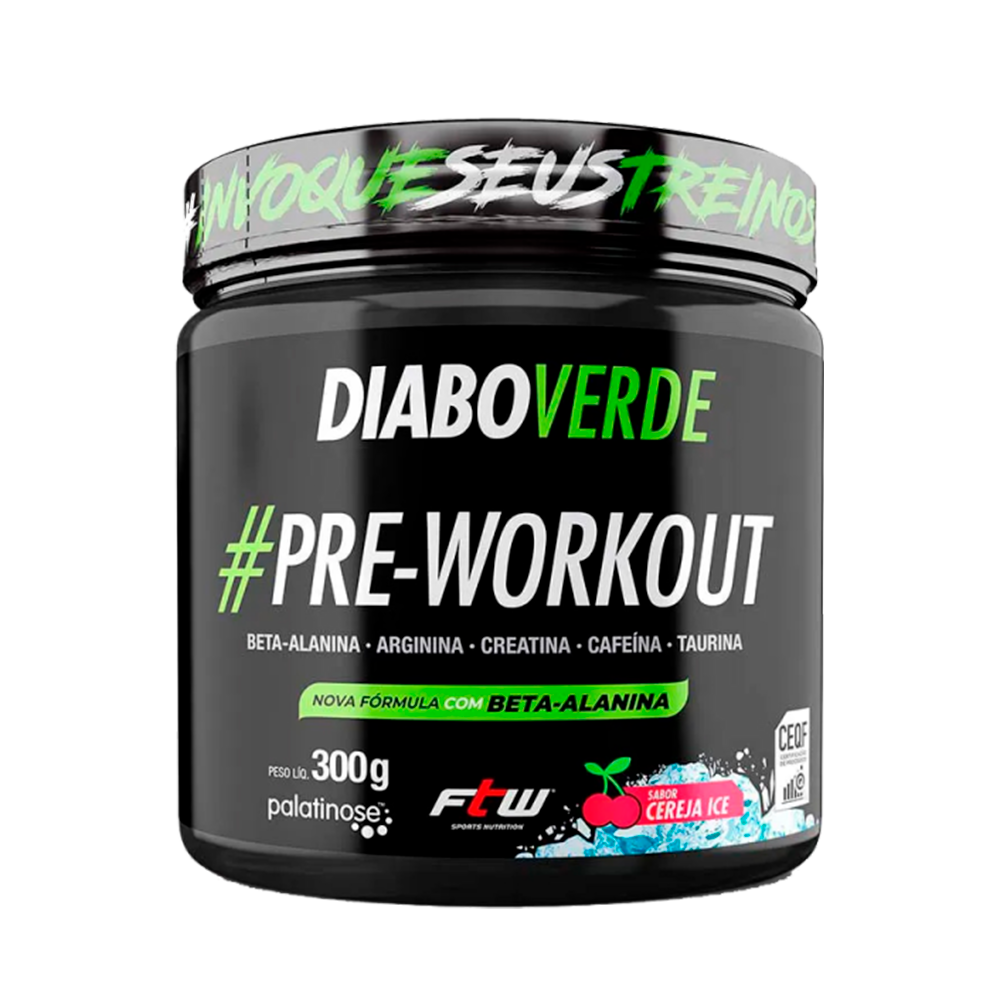 #INVOQUESEUSTREINOS
DIABOVERDE
#PRE-WORKOUT
BETA-ALANINA · ARGININA · CREATINA · CAFEÍNA · TAURINA
NOVA FÓRMULA COM BETA-ALANINA
PESO LÍQ. 300g
palatinose™
FTW®
SPORTS NUTRITION
SABOR
CEREJA ICE
CEQF